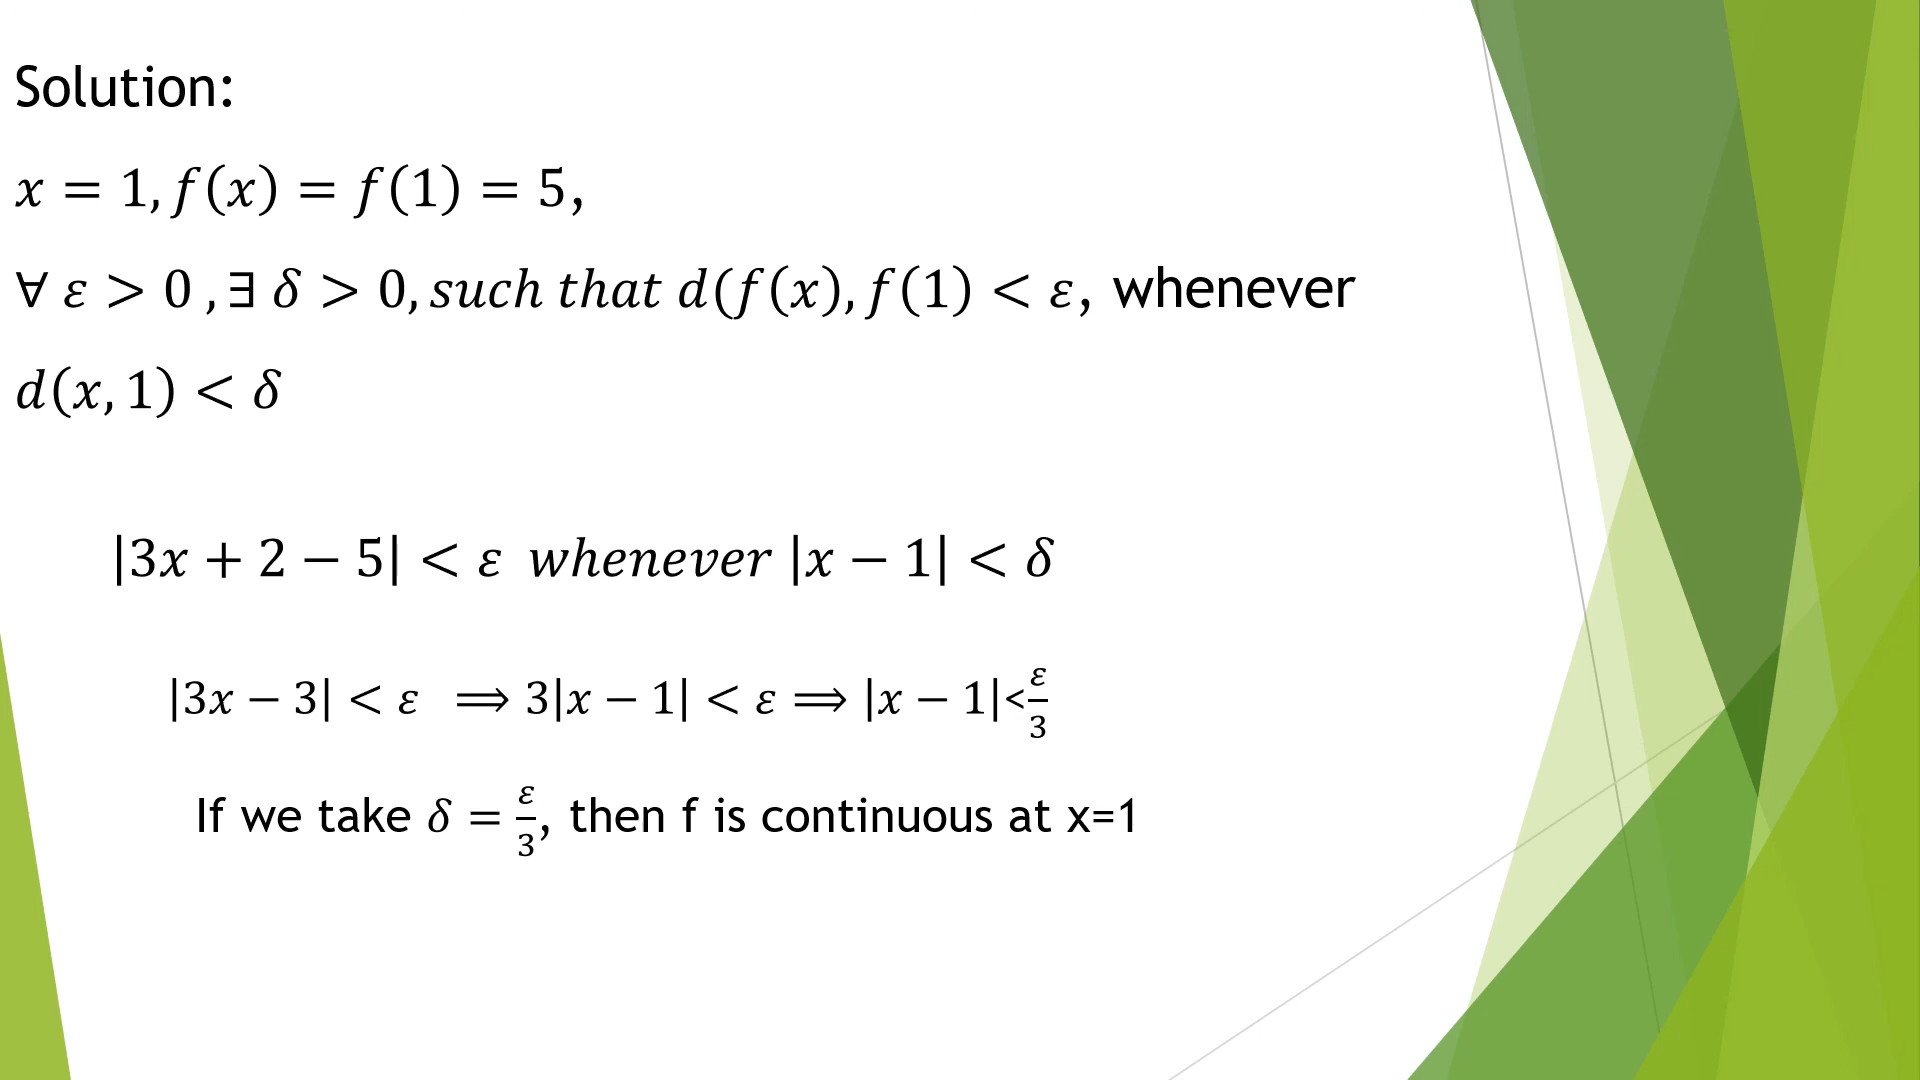 Solution:
x = 1, f(x) = f(1) = 5,
∀ ε > 0 , ∃ δ > 0, such that d(f(x), f(1) < ε, whenever
d(x, 1) < δ
|3x + 2 − 5| < ε whenever |x − 1| < δ
|3x − 3| < ε ⟹ 3|x − 1| < ε ⟹ |x − 1|<ε/3
If we take δ = ε/3, then f is continuous at x=1